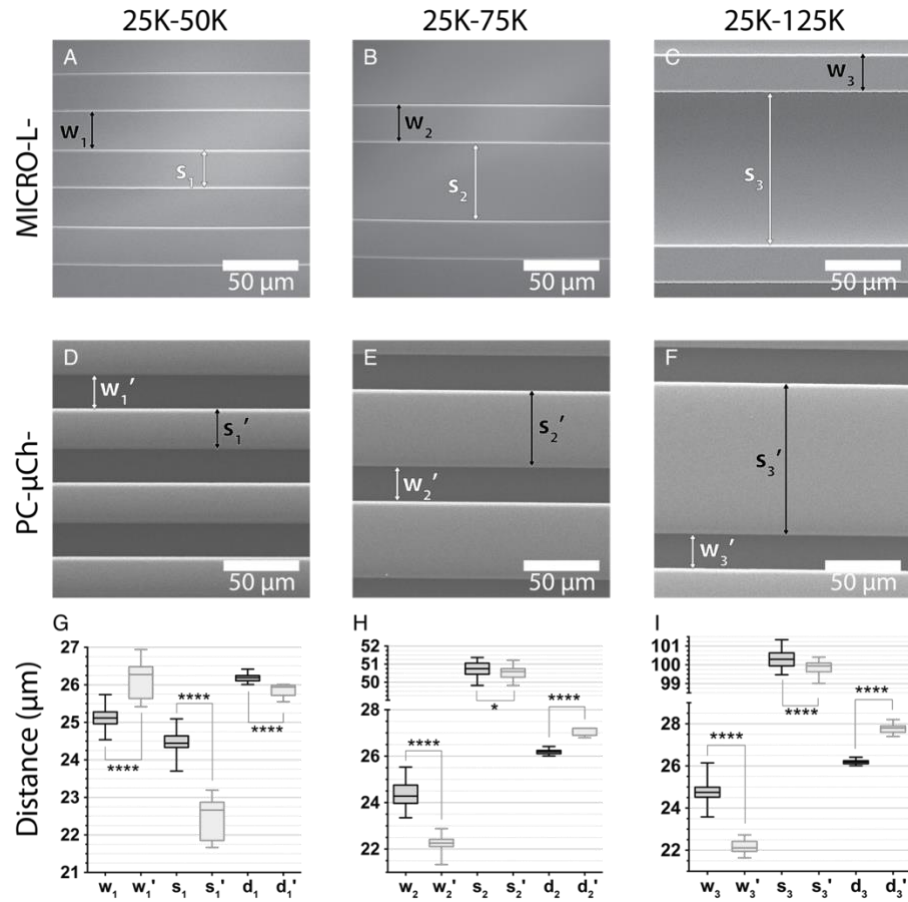 25K-50K 25K-75K 25K-125K
MICRO-L-
A
w₁
s₁
50 µm
B
w₂
s₂
50 µm
C
w₃
s₃
50 µm
PC-µCh-
D
w₁′
s₁′
50 µm
E
s₂′
w₂′
50 µm
F
s₃′
w₃′
50 µm
Distance (µm)
G
27
26
25
24
23
22
21
****
****
****
w₁ w₁' s₁ s₁' d₁ d₁'
H
52
51
50
28
26
24
22
****
*
****
w₂ w₂' s₂ s₂' d₂ d₂'
I
101
100
99
28
26
24
22
****
****
****
w₃ w₃' s₃ s₃' d₃ d₃'